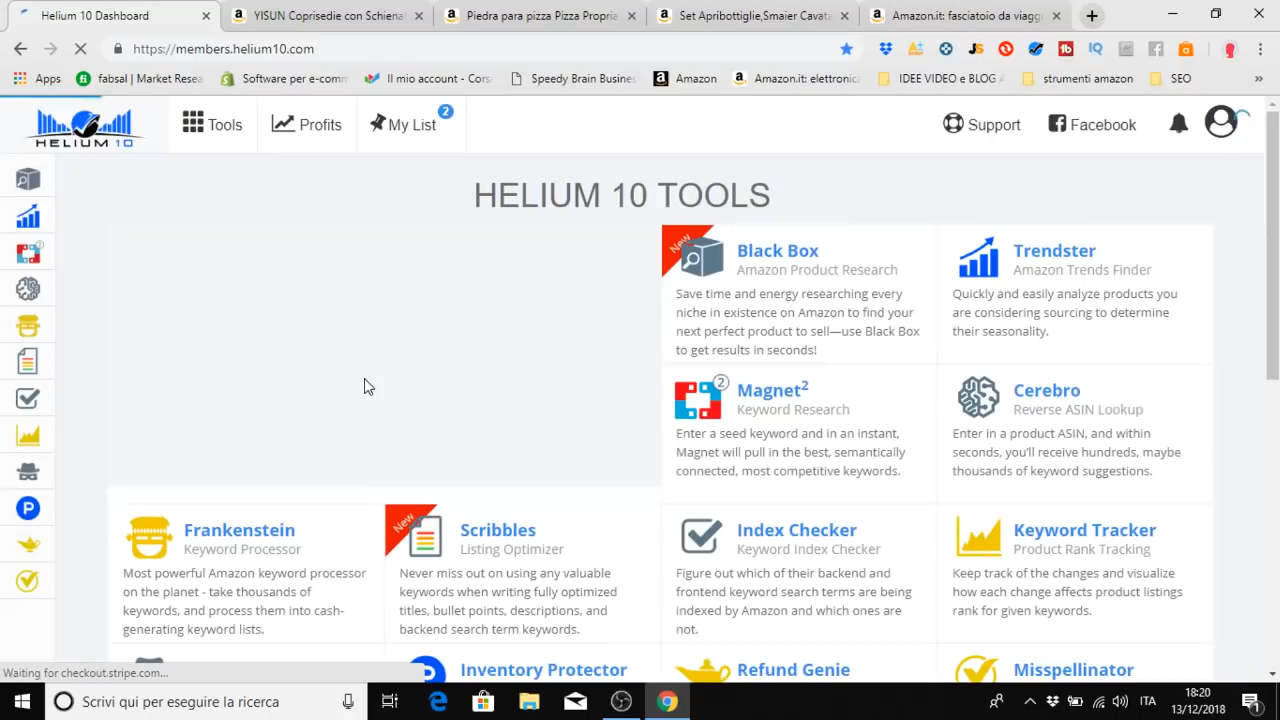 Helium 10 Dashboard
YISUN Coprisedie con Schienal
Piedra para pizza Pizza Propria
Set Apribottiglie,Smaier Cavata
Amazon.it: fasciatoio da viaggi
https://members.helium10.com
Apps
fabsal | Market Resea
Software per e-comm
Il mio account - Corsi
Speedy Brain Busines
Amazon
Amazon.it: elettronic
IDEE VIDEO e BLOG A
strumenti amazon
SEO
»
HELIUM 10
Tools
Profits
My List
2
Support
Facebook
HELIUM 10 TOOLS
New
Black Box
Amazon Product Research
Save time and energy researching every
niche in existence on Amazon to find your
next perfect product to sell—use Black Box
to get results in seconds!
Trendster
Amazon Trends Finder
Quickly and easily analyze products you
are considering sourcing to determine
their seasonality.
2
Magnet²
Keyword Research
Enter a seed keyword and in an instant,
Magnet will pull in the best, semantically
connected, most competitive keywords.
Cerebro
Reverse ASIN Lookup
Enter in a product ASIN, and within
seconds, you'll receive hundreds, maybe
thousands of keyword suggestions.
Frankenstein
Keyword Processor
Most powerful Amazon keyword processor
on the planet - take thousands of
keywords, and process them into cash-
generating keyword lists.
New
Scribbles
Listing Optimizer
Never miss out on using any valuable
keywords when writing fully optimized
titles, bullet points, descriptions, and
backend search term keywords.
Index Checker
Keyword Index Checker
Figure out which of their backend and
frontend keyword search terms are being
indexed by Amazon and which ones are
not.
Keyword Tracker
Product Rank Tracking
Keep track of the changes and visualize
how each change affects product listings
rank for given keywords.
Inventory Protector
Refund Genie
Misspellinator
Waiting for checkout.stripe.com...
Scrivi qui per eseguire la ricerca
ITA
18:20
13/12/2018